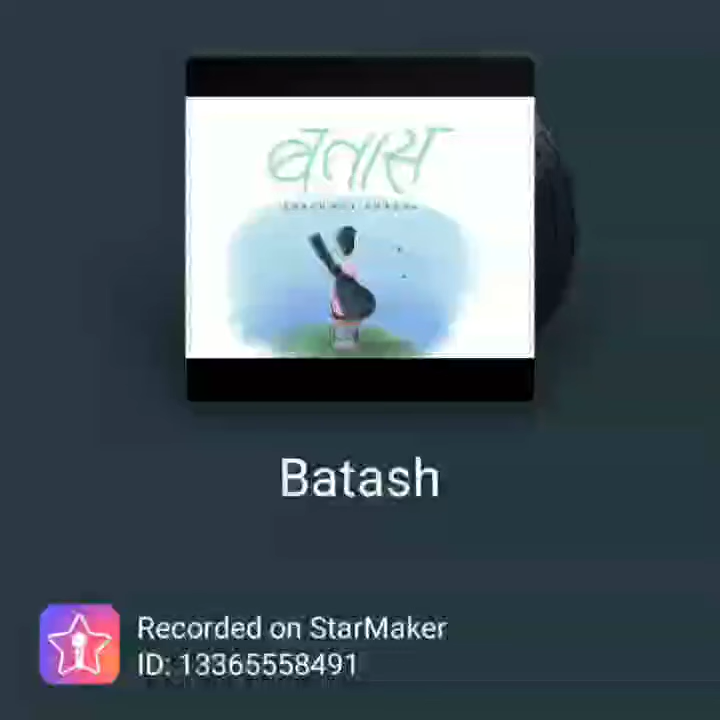 बतास
Batash
Recorded on StarMaker
ID: 13365558491